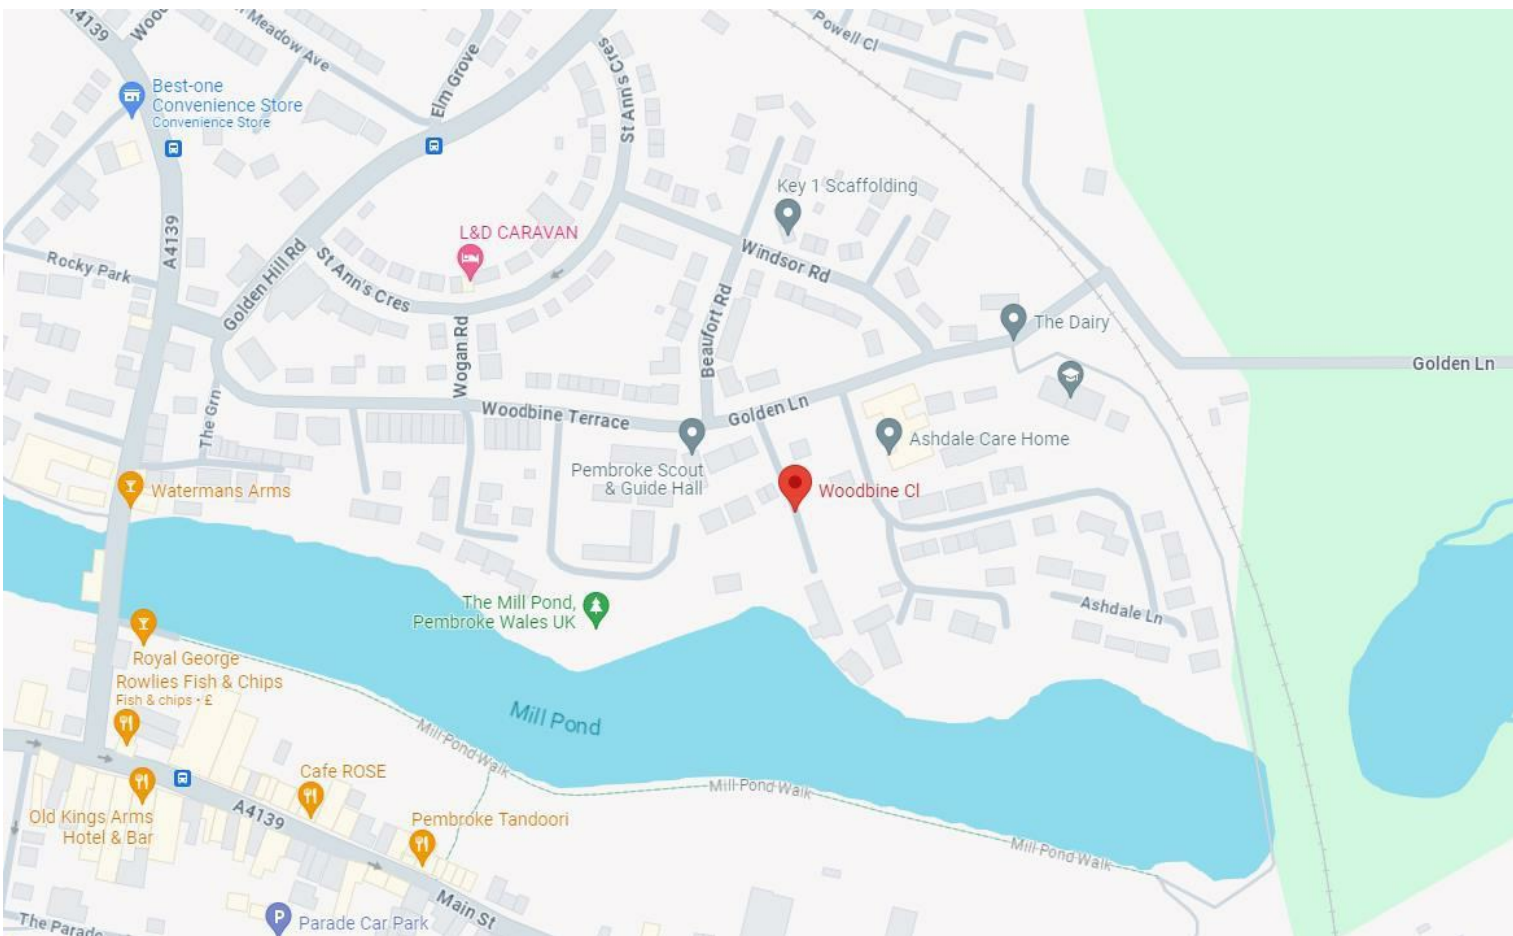 A4139
Meadow Ave
Powell Cl
Elm Grove
St Ann's Cres
Best-one
Convenience Store
Convenience Store
Key 1 Scaffolding
A4139
L&D CARAVAN
Windsor Rd
Rocky Park
Golden Hill Rd
St Ann's Cres
Beaufort Rd
The Dairy
Wogan Rd
Golden Ln
The Grn
Woodbine Terrace
Golden Ln
Ashdale Care Home
Pembroke Scout
& Guide Hall
Watermans Arms
Woodbine Cl
The Mill Pond,
Pembroke Wales UK
Ashdale Ln
Royal George
Rowlies Fish & Chips
Fish & chips · £
Mill Pond
Mill Pond Walk
Cafe ROSE
Mill Pond Walk
Old Kings Arms
Hotel & Bar
A4139
Pembroke Tandoori
Mill Pond Walk
Main St
P
Parade Car Park
The Parade